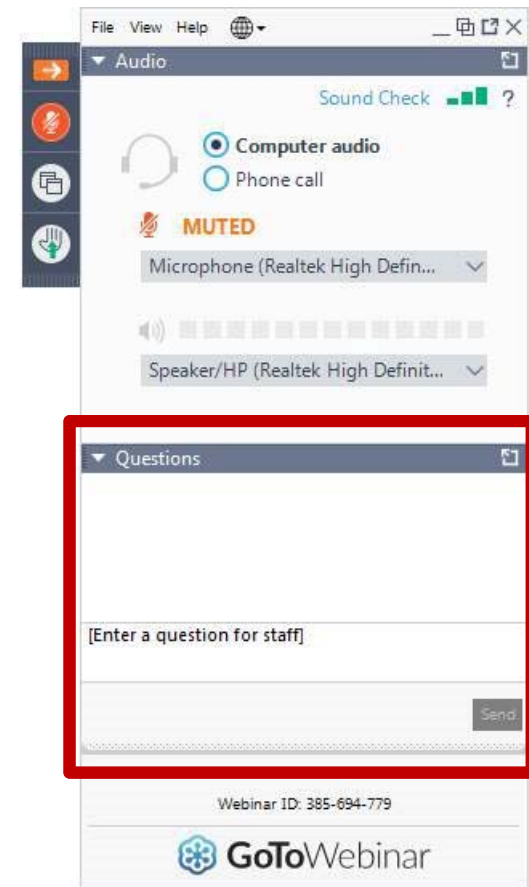 File View Help
Audio
Sound Check ?
Computer audio
Phone call
MUTED
Microphone (Realtek High Defin...
Speaker/HP (Realtek High Definit...
Questions
[Enter a question for staff]
Send
Webinar ID: 385-694-779
GoToWebinar